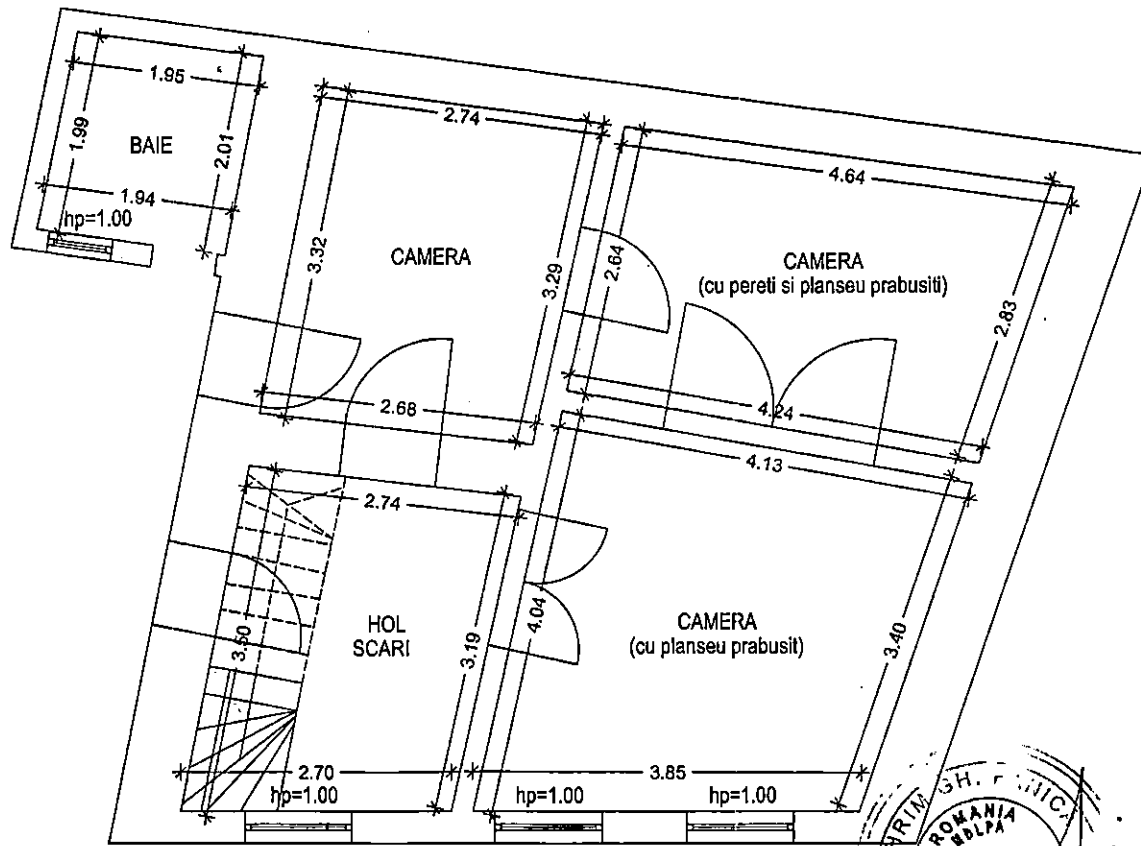 1.95
1.99
BAIE
2.01
1.94
hp=1.00
2.74
3.32
CAMERA
3.29
2.68
4.64
2.64
CAMERA
(cu pereti si planseu prabusiti)
2.83
4.24
4.13
2.74
3.50
HOL
SCARI
3.19
4.04
CAMERA
(cu planseu prabusit)
3.40
2.70
hp=1.00
3.85
hp=1.00
hp=1.00
GH.
ROMANIA
MDLPA